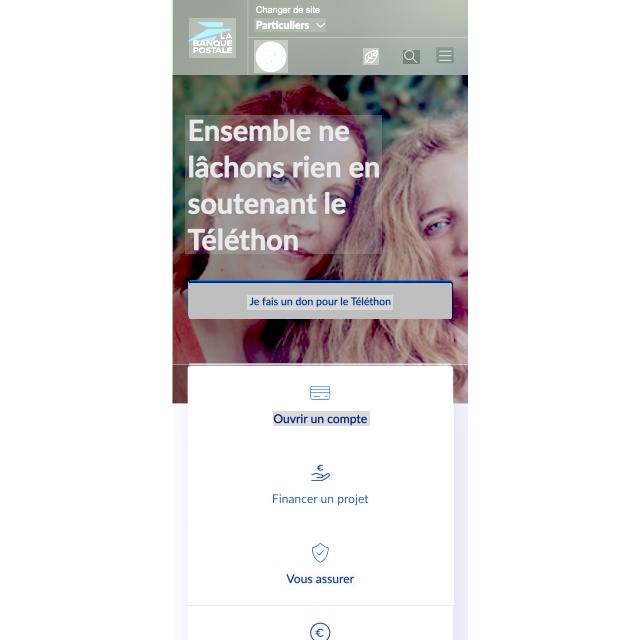 Changer de site
Particuliers
LA
BANQUE
POSTALE
Ensemble ne
lâchons rien en
soutenant le
Téléthon
Je fais un don pour le Téléthon
Ouvrir un compte
€
Financer un projet
Vous assurer
€